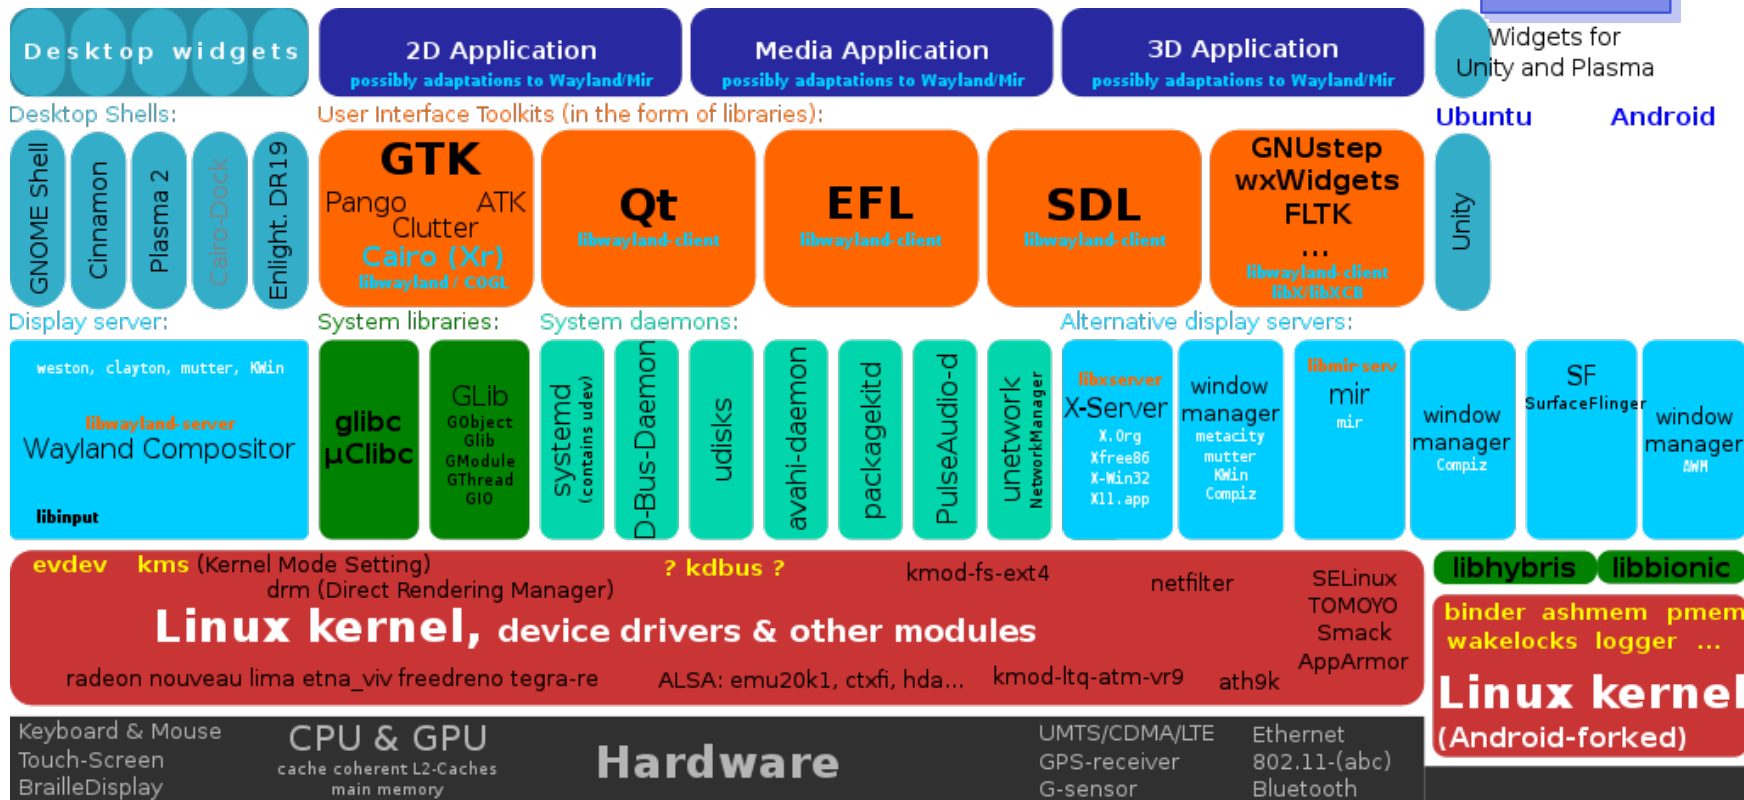 Desktop widgets
2D Application
possibly adaptations to Wayland/Mir
Media Application
possibly adaptations to Wayland/Mir
3D Application
possibly adaptations to Wayland/Mir
Widgets for
Unity and Plasma
Desktop Shells:
User Interface Toolkits (in the form of libraries):
Ubuntu
Android
GNOME Shell
Cinnamon
Plasma 2
Cairo-Dock
Enlight. DR19
GTK
Pango
ATK
Clutter
Cairo (Xr)
libwayland / COGL
Qt
libwayland-client
EFL
libwayland-client
SDL
libwayland-client
GNUstep
wxWidgets
FLTK
...
libwayland-client
libX/libXCB
Unity
Display server:
System libraries:
System daemons:
Alternative display servers:
weston, clayton, mutter, KWin
libwayland-server
Wayland Compositor
libinput
glibc
µClibc
GLib
GObject
Glib
GModule
GThread
GIO
systemd
(contains udev)
D-Bus-Daemon
udisks
avahi-daemon
packagekitd
PulseAudio-d
unetwork
NetworkManager
libxserver
X-Server
X.Org
Xfree86
X-Win32
X11.app
window
manager
metacity
mutter
KWin
Compiz
libmir-serv
mir
mir
window
manager
Compiz
SF
SurfaceFlinger
window
manager
AWM
evdev
kms (Kernel Mode Setting)
drm (Direct Rendering Manager)
? kdbus ?
kmod-fs-ext4
netfilter
SELinux
TOMOYO
Smack
AppArmor
Linux kernel, device drivers & other modules
radeon nouveau lima etna_viv freedreno tegra-re
ALSA: emu20k1, ctxfi, hda...
kmod-ltq-atm-vr9
ath9k
libhybris
libbionic
binder ashmem pmem
wakelocks logger ...
Linux kernel
(Android-forked)
Keyboard & Mouse
Touch-Screen
BrailleDisplay
CPU & GPU
cache coherent L2-Caches
main memory
Hardware
UMTS/CDMA/LTE
GPS-receiver
G-sensor
Ethernet
802.11-(abc)
Bluetooth